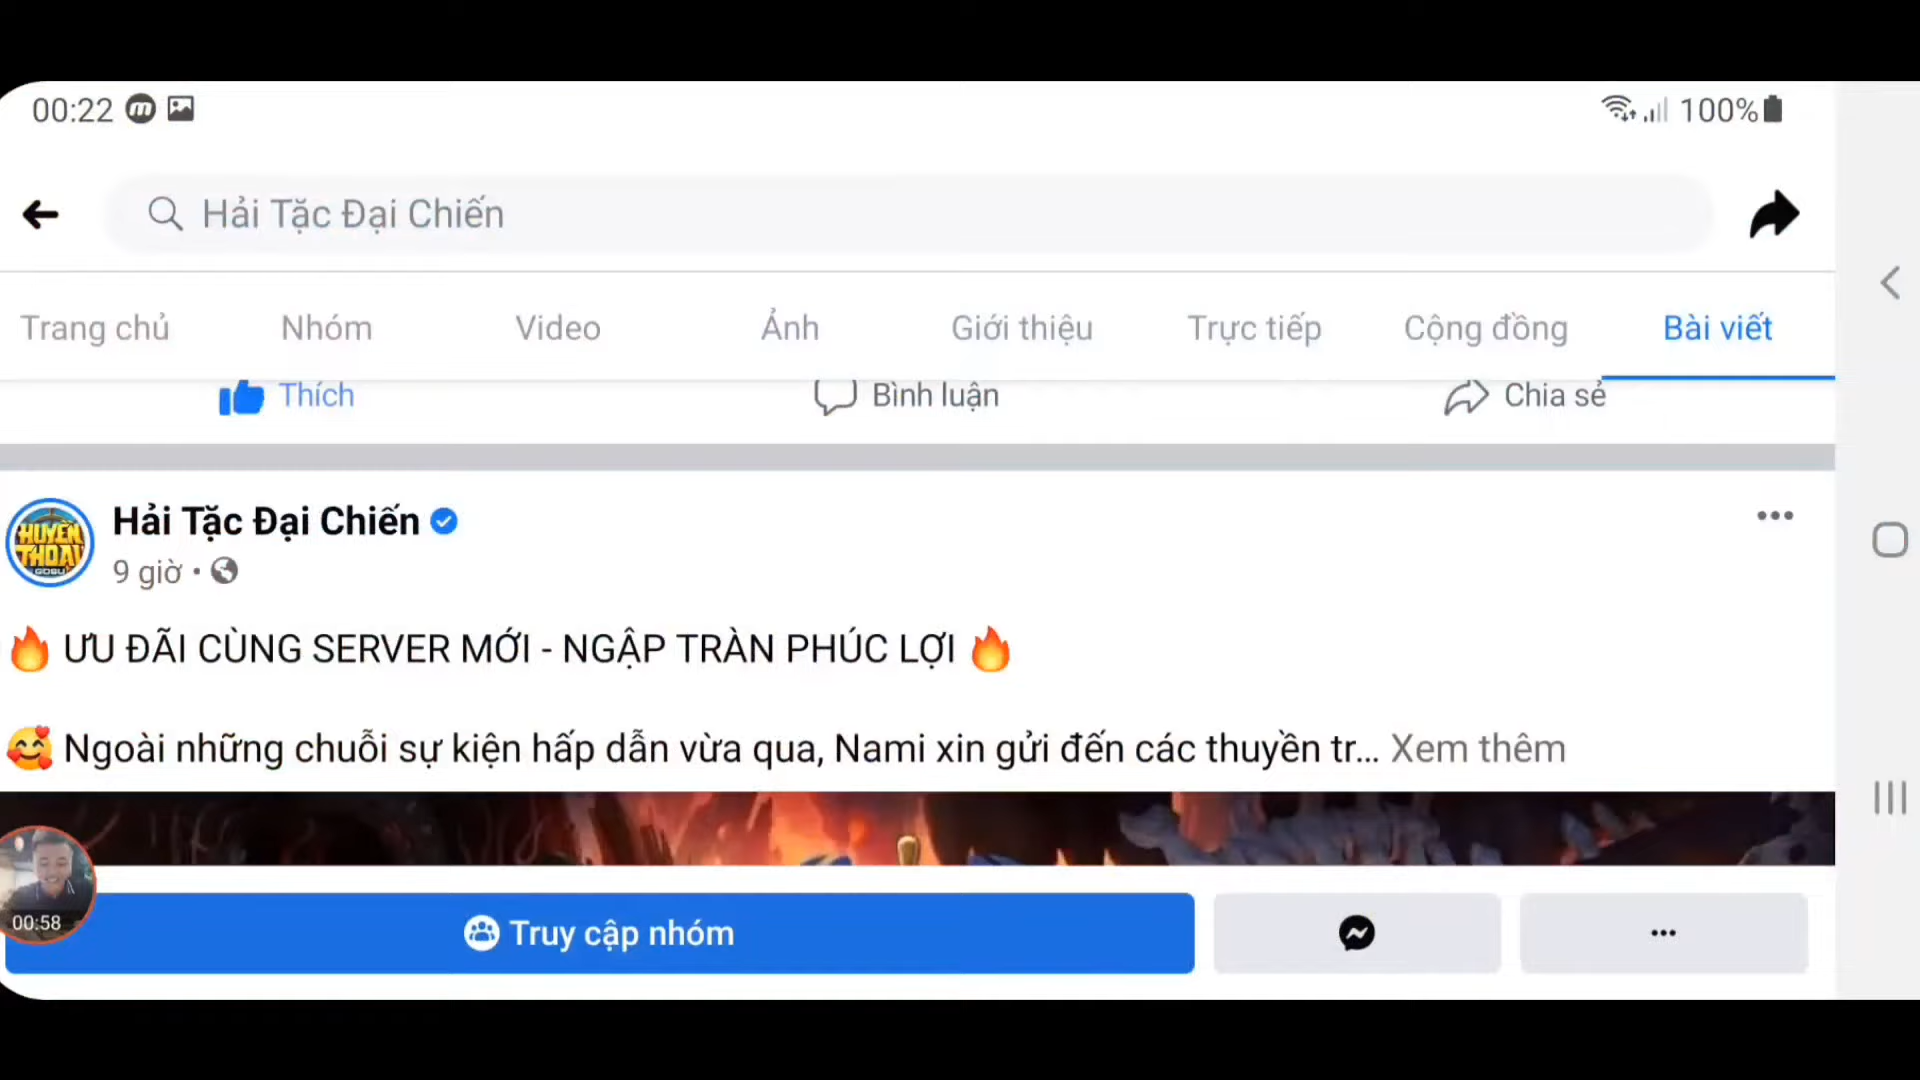 00:22 100%
Hải Tặc Đại Chiến
Trang chủ Nhóm Video Ảnh Giới thiệu Trực tiếp Cộng đồng Bài viết
Thích Bình luận Chia sẻ
HUYỀN THOẠI GOSU
Hải Tặc Đại Chiến
9 giờ •
🔥 ƯU ĐÃI CÙNG SERVER MỚI - NGẬP TRÀN PHÚC LỢI 🔥
🥰 Ngoài những chuỗi sự kiện hấp dẫn vừa qua, Nami xin gửi đến các thuyền tr... Xem thêm
00:58
Truy cập nhóm